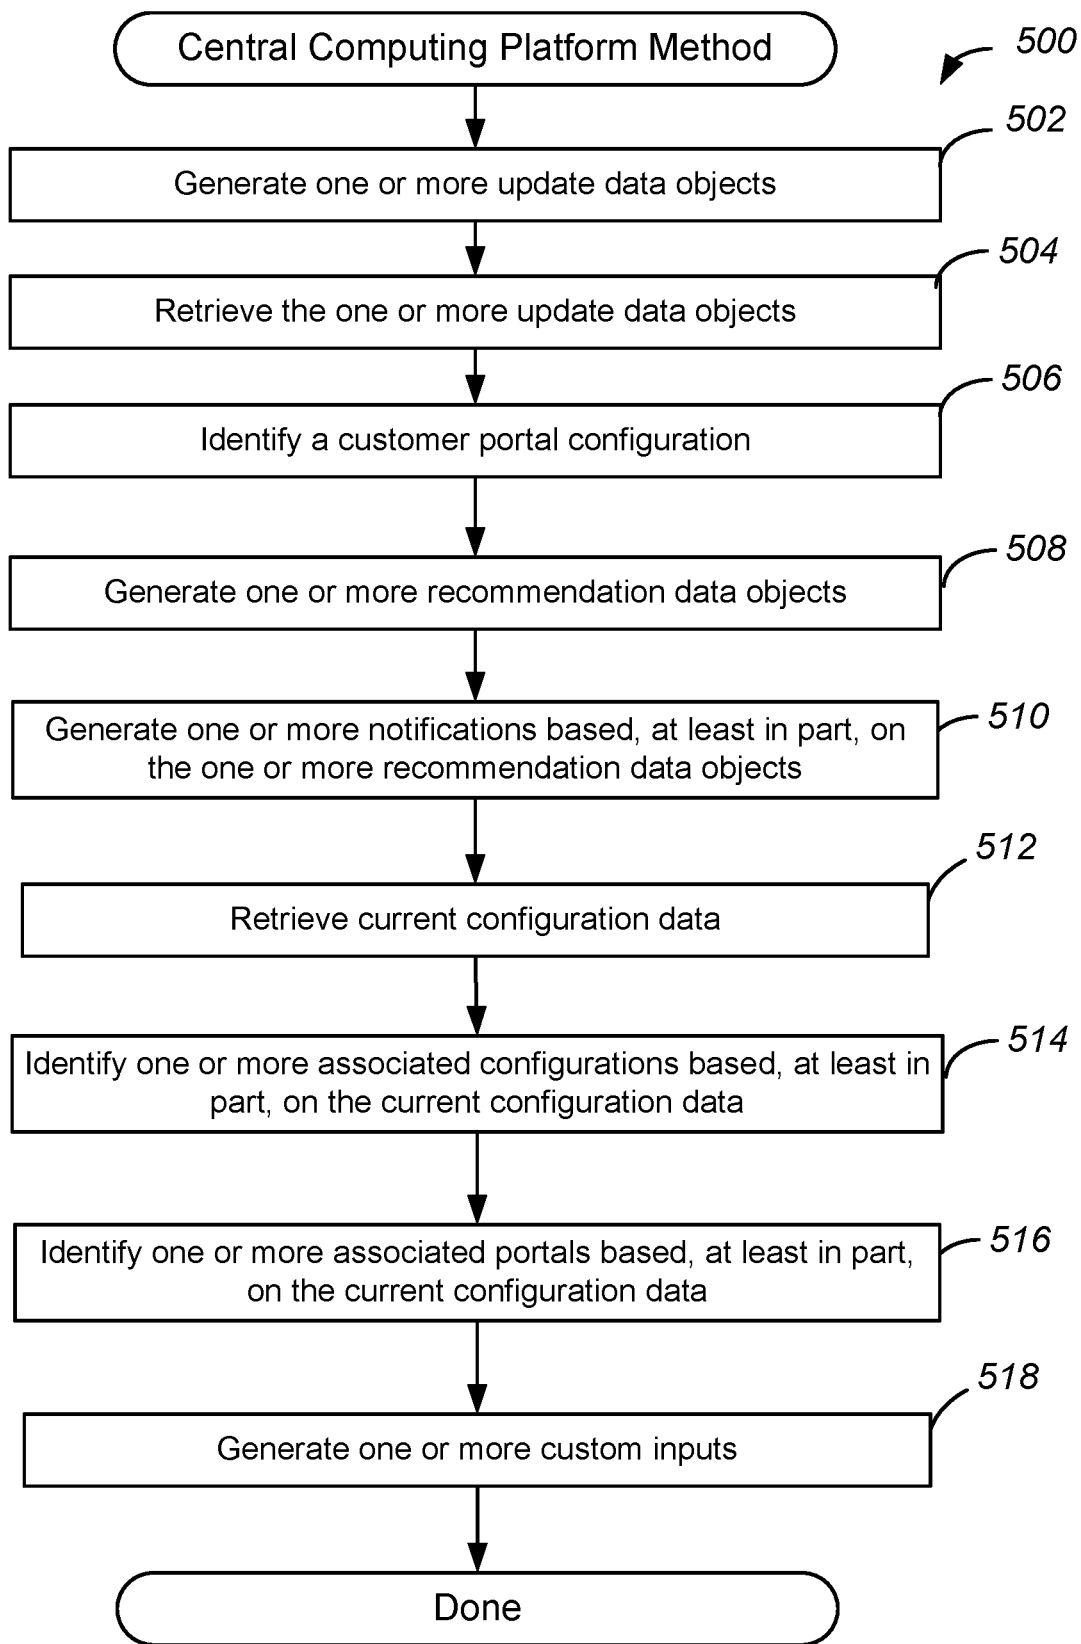 Central Computing Platform Method
500
502
Generate one or more update data objects
504
Retrieve the one or more update data objects
506
Identify a customer portal configuration
508
Generate one or more recommendation data objects
510
Generate one or more notifications based, at least in part, on
the one or more recommendation data objects
512
Retrieve current configuration data
514
Identify one or more associated configurations based, at least in
part, on the current configuration data
516
Identify one or more associated portals based, at least in part,
on the current configuration data
518
Generate one or more custom inputs
Done